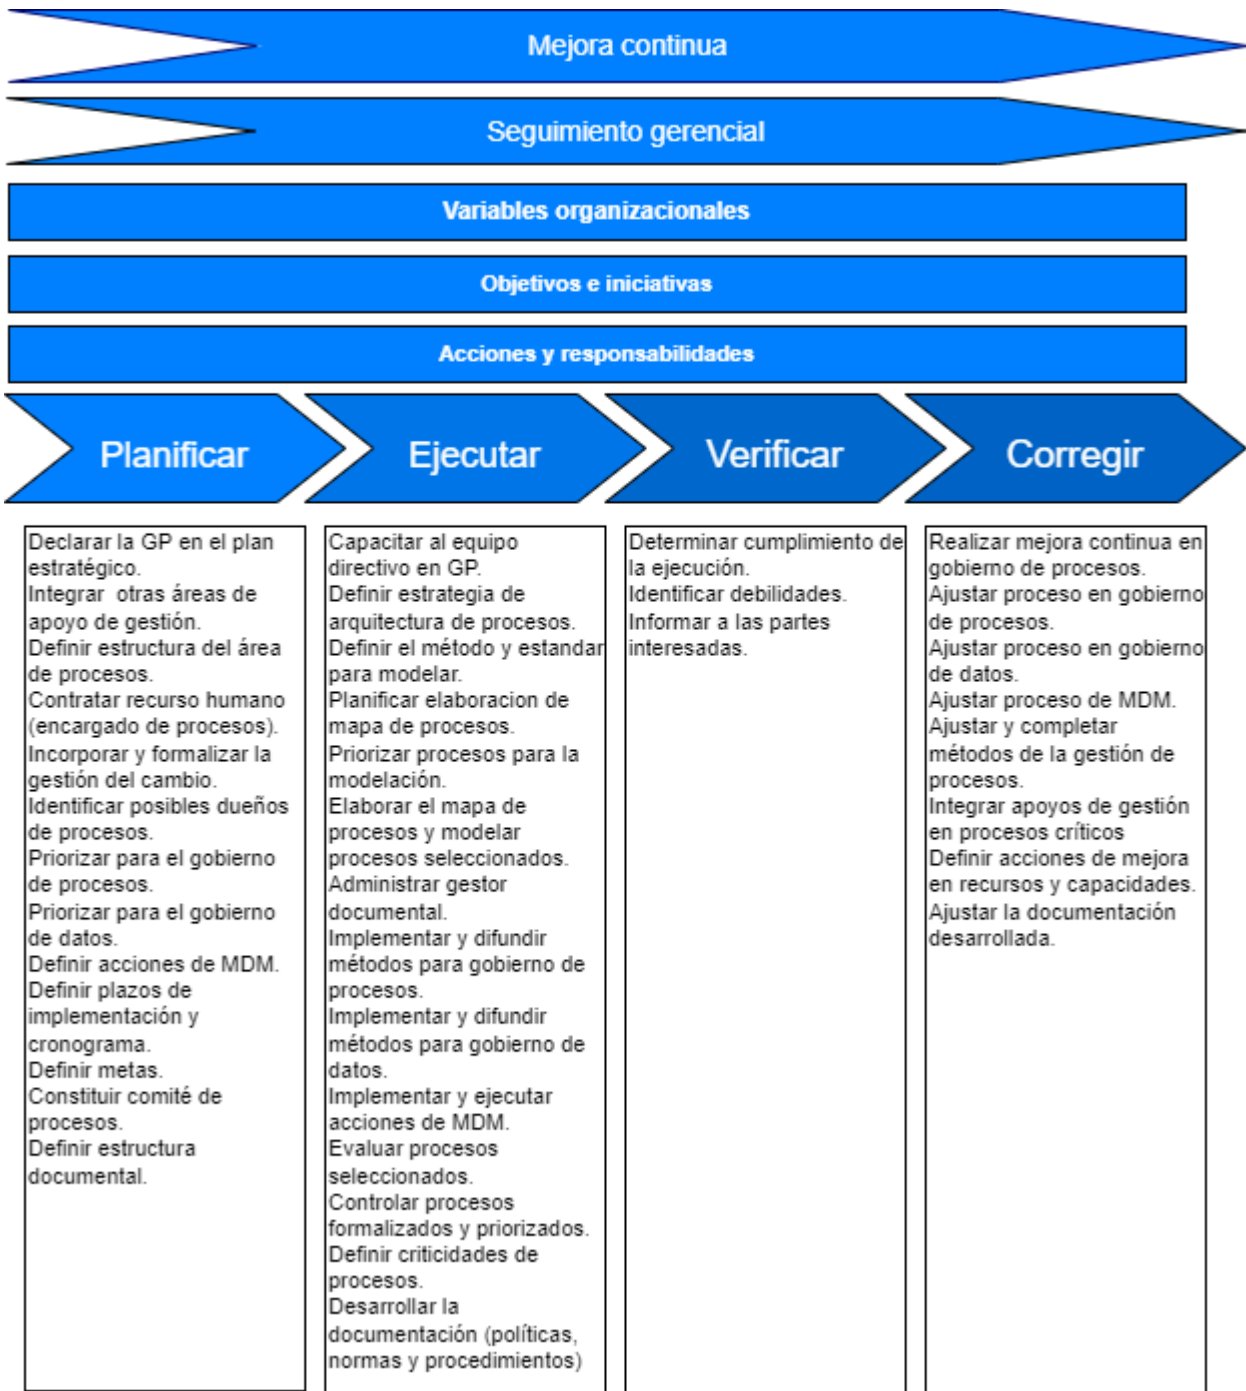 Mejora continua
Seguimiento gerencial
Variables organizacionales
Objetivos e iniciativas
Acciones y responsabilidades
Planificar
Ejecutar
Verificar
Corregir
Declarar la GP en el plan
estratégico.
Integrar otras áreas de
apoyo de gestión.
Definir estructura del área
de procesos.
Contratar recurso humano
(encargado de procesos).
Incorporar y formalizar la
gestión del cambio.
Identificar posibles dueños
de procesos.
Priorizar para el gobierno
de procesos.
Priorizar para el gobierno
de datos.
Definir acciones de MDM.
Definir plazos de
implementación y
cronograma.
Definir metas.
Constituir comité de
procesos.
Definir estructura
documental.
Capacitar al equipo
directivo en GP.
Definir estrategia de
arquitectura de procesos.
Definir el método y estandar
para modelar.
Planificar elaboracion de
mapa de procesos.
Priorizar procesos para la
modelación.
Elaborar el mapa de
procesos y modelar
procesos seleccionados.
Administrar gestor
documental.
Implementar y difundir
métodos para gobierno de
procesos.
Implementar y difundir
métodos para gobierno de
datos.
Implementar y ejecutar
acciones de MDM.
Evaluar procesos
seleccionados.
Controlar procesos
formalizados y priorizados.
Definir criticidades de
procesos.
Desarrollar la
documentación (políticas,
normas y procedimientos)
Determinar cumplimiento de
la ejecución.
Identificar debilidades.
Informar a las partes
interesadas.
Realizar mejora continua en
gobierno de procesos.
Ajustar proceso en gobierno
de procesos.
Ajustar proceso en gobierno
de datos.
Ajustar proceso de MDM.
Ajustar y completar
métodos de la gestión de
procesos.
Integrar apoyos de gestión
en procesos críticos
Definir acciones de mejora
en recursos y capacidades.
Ajustar la documentación
desarrollada.